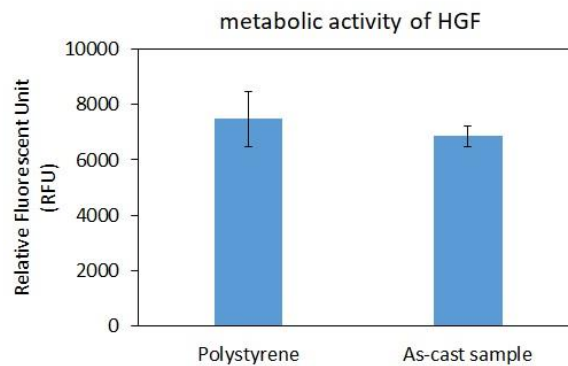 metabolic activity of HGF
Relative Fluorescent Unit
(RFU)
10000
8000
6000
4000
2000
0
Polystyrene
As-cast sample